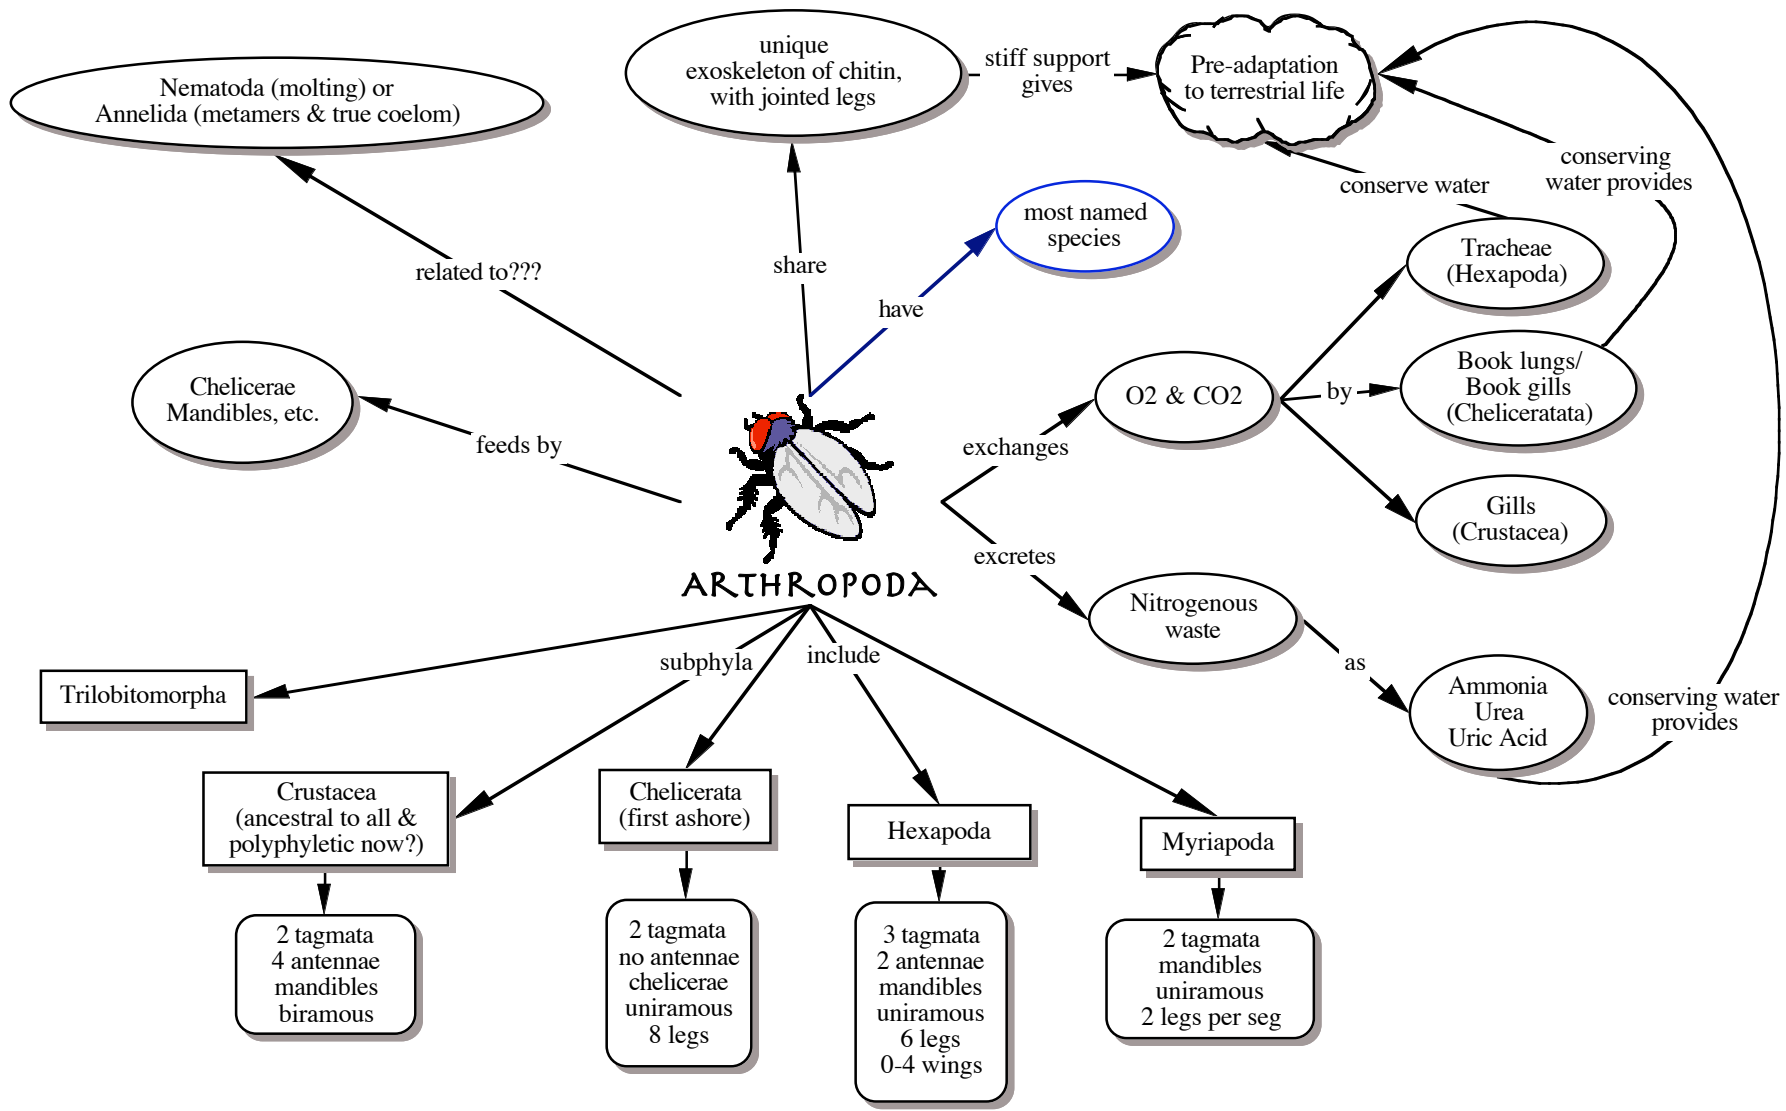 unique
exoskeleton of chitin,
with jointed legs
stiff support
gives
Pre-adaptation
to terrestrial life
Nematoda (molting) or
Annelida (metamers & true coelom)
conserving
water provides
conserve water
most named
species
Tracheae
(Hexapoda)
related to???
share
have
Chelicerae
Mandibles, etc.
feeds by
O2 & CO2
by
Book lungs/
Book gills
(Cheliceratata)
exchanges
Gills
(Crustacea)
excretes
ARTHROPODA
Nitrogenous
waste
as
Ammonia
Urea
Uric Acid
conserving water
provides
subphyla
include
Trilobitomorpha
Crustacea
(ancestral to all &
polyphyletic now?)
Chelicerata
(first ashore)
Hexapoda
Myriapoda
2 tagmata
4 antennae
mandibles
biramous
2 tagmata
no antennae
chelicerae
uniramous
8 legs
3 tagmata
2 antennae
mandibles
uniramous
6 legs
0-4 wings
2 tagmata
mandibles
uniramous
2 legs per seg